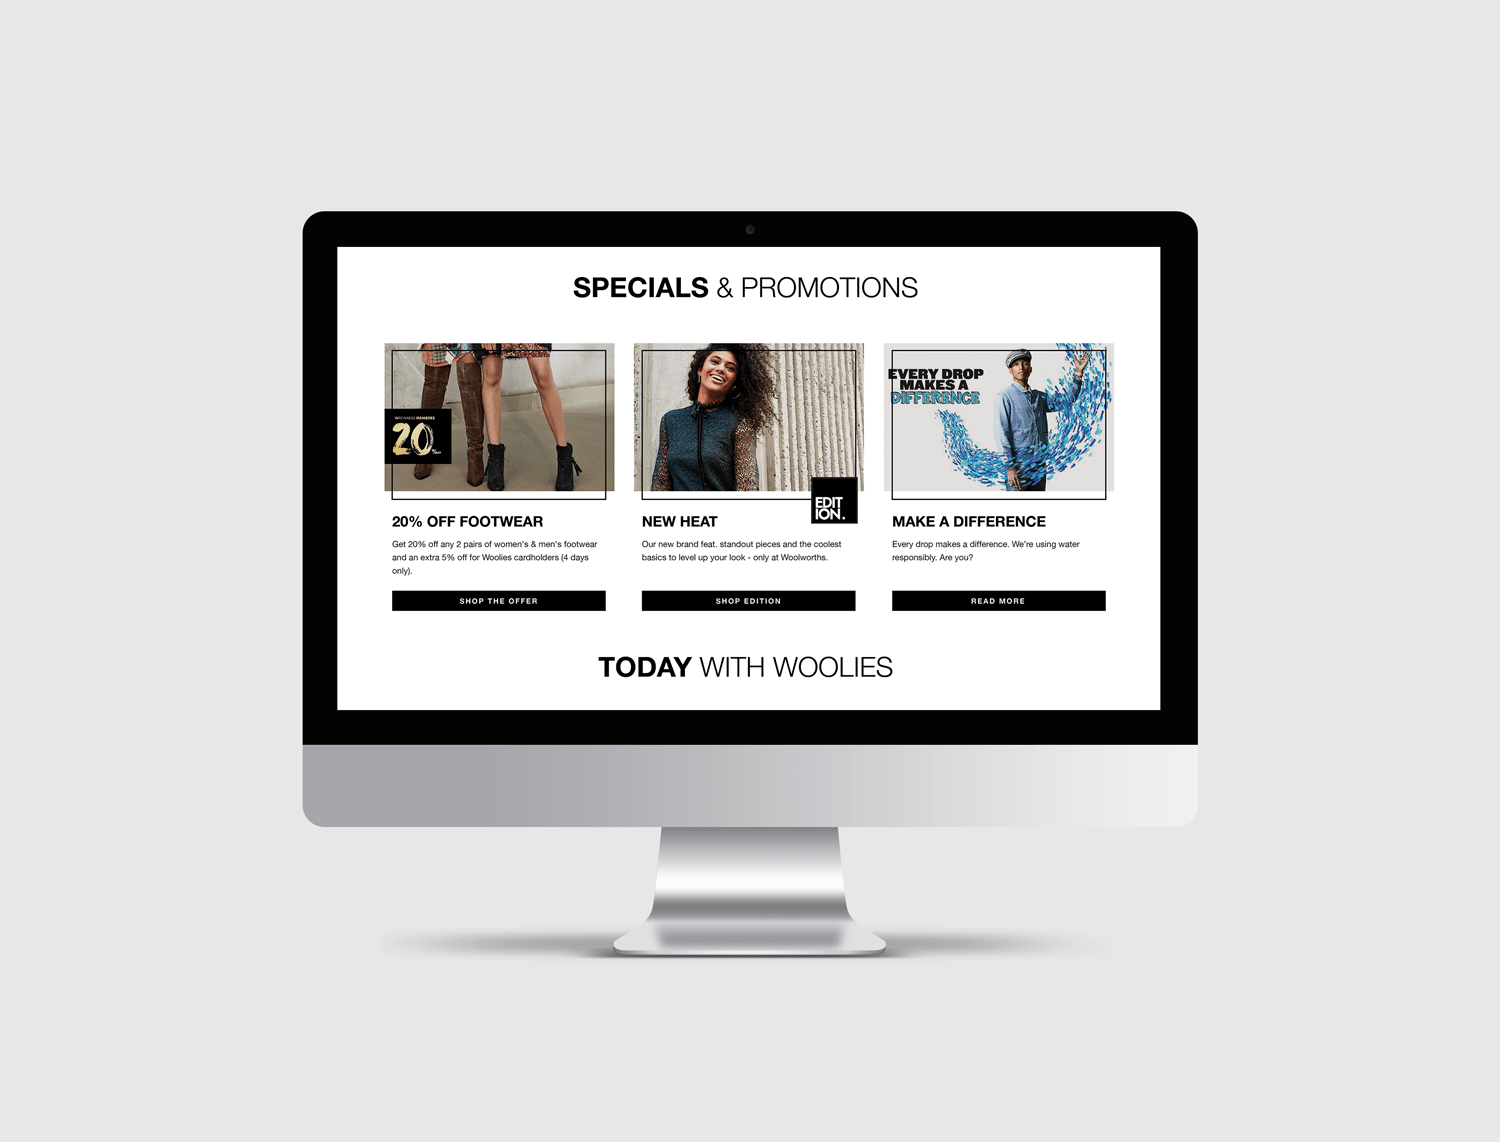 SPECIALS & PROMOTIONS
WREWARDS MEMBERS
20%
EVERY DROP
MAKES A
DIFFERENCE
EDIT
ION.
20% OFF FOOTWEAR
Get 20% off any 2 pairs of women's & men's footwear
and an extra 5% off for Woolies cardholders (4 days
only).
SHOP THE OFFER
NEW HEAT
Our new brand feat. standout pieces and the coolest
basics to level up your look - only at Woolworths.
SHOP EDITION
MAKE A DIFFERENCE
Every drop makes a difference. We're using water
responsibly. Are you?
READ MORE
TODAY WITH WOOLIES